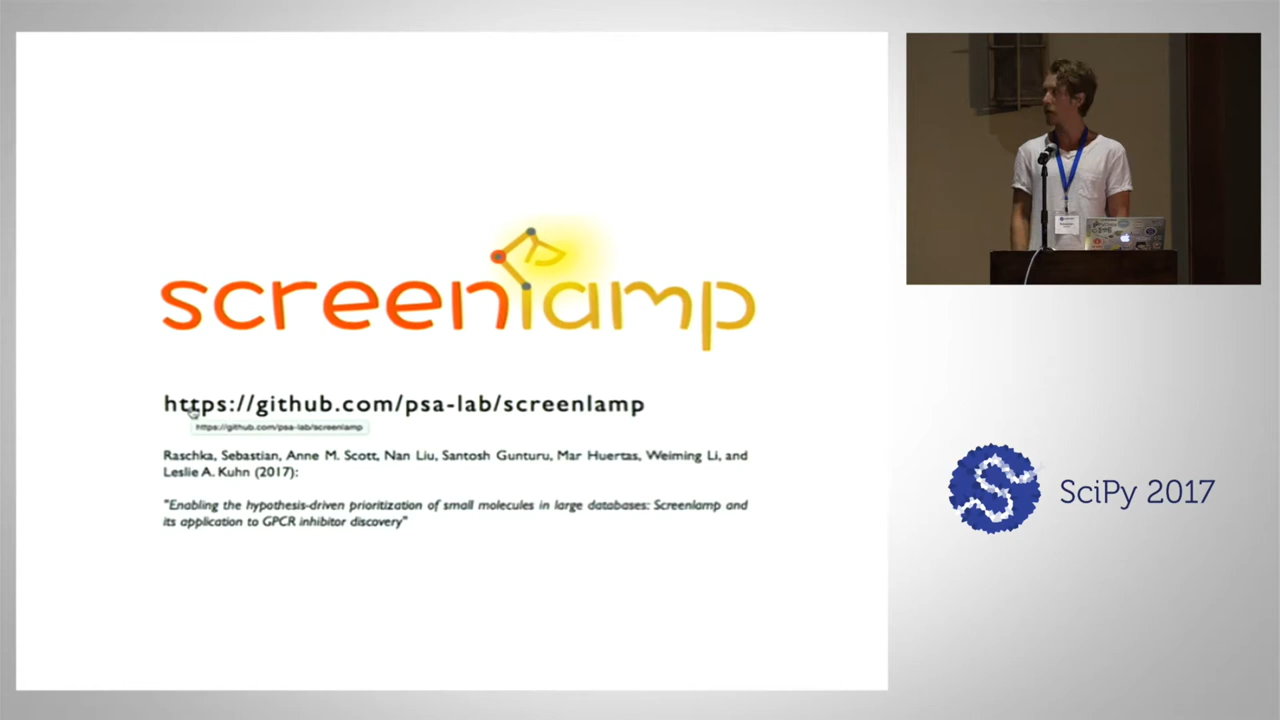 screenlamp
https://github.com/psa-lab/screenlamp
https://github.com/psa-lab/screenlamp
Raschka, Sebastian, Anne M. Scott, Nan Liu, Santosh Gunturu, Mar Huertas, Weiming Li, and
Leslie A. Kuhn (2017):
"Enabling the hypothesis-driven prioritization of small molecules in large databases: Screenlamp and
its application to GPCR inhibitor discovery"
SciPy 2017